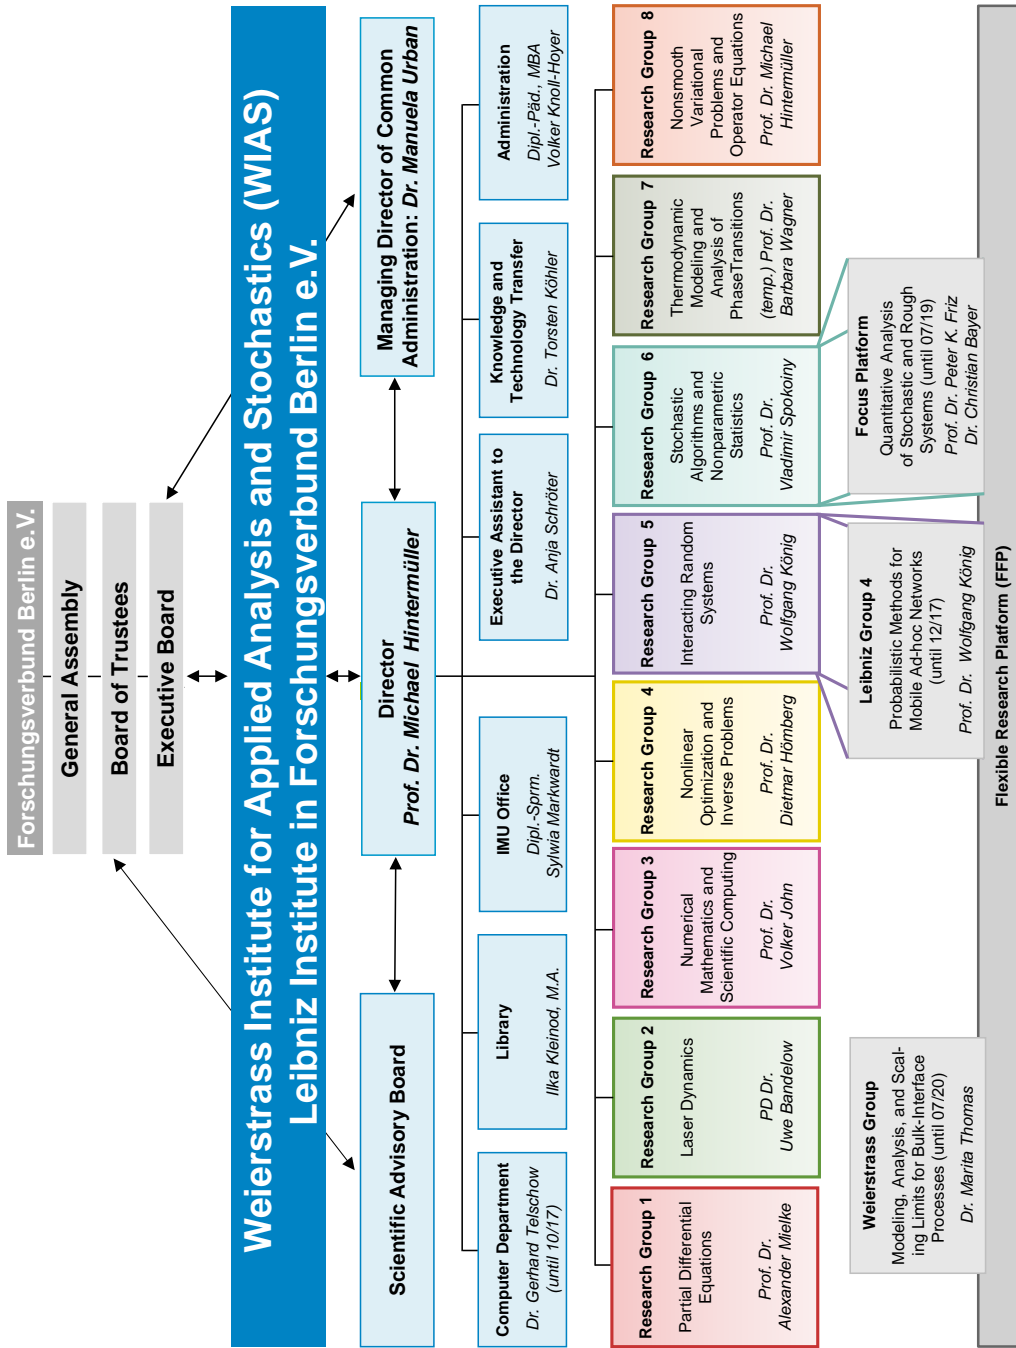 Forschungsverbund Berlin e.V.
General Assembly
Board of Trustees
Executive Board
Weierstrass Institute for Applied Analysis and Stochastics (WIAS)
Leibniz Institute in Forschungsverbund Berlin e.V.
Scientific Advisory Board
Director
Prof. Dr. Michael Hintermüller
Managing Director of Common
Administration: Dr. Manuela Urban
Computer Department
Dr. Gerhard Telschow
(until 10/17)
Library
Ilka Kleinod, M.A.
IMU Office
Dipl.-Sprm.
Sylwia Markwardt
Executive Assistant to
the Director
Dr. Anja Schröter
Knowledge and
Technology Transfer
Dr. Torsten Köhler
Administration
Dipl.-Päd., MBA
Volker Knoll-Hoyer
Research Group 1
Partial Differential
Equations
Prof. Dr.
Alexander Mielke
Research Group 2
Laser Dynamics
PD Dr.
Uwe Bandelow
Research Group 3
Numerical
Mathematics and
Scientific Computing
Prof. Dr.
Volker John
Research Group 4
Nonlinear
Optimization and
Inverse Problems
Prof. Dr.
Dietmar Hömberg
Research Group 5
Interacting Random
Systems
Prof. Dr.
Wolfgang König
Research Group 6
Stochastic
Algorithms and
Nonparametric
Statistics
Prof. Dr.
Vladimir Spokoiny
Research Group 7
Thermodynamic
Modeling and
Analysis of
PhaseTransitions
(temp.) Prof. Dr.
Barbara Wagner
Research Group 8
Nonsmooth
Variational
Problems and
Operator Equations
Prof. Dr. Michael
Hintermüller
Weierstrass Group
Modeling, Analysis, and Scal-
ing Limits for Bulk-Interface
Processes (until 07/20)
Dr. Marita Thomas
Leibniz Group 4
Probabilistic Methods for
Mobile Ad-hoc Networks
(until 12/17)
Prof. Dr. Wolfgang König
Focus Platform
Quantitative Analysis
of Stochastic and Rough
Systems (until 07/19)
Prof. Dr. Peter K. Friz
Dr. Christian Bayer
Flexible Research Platform (FFP)